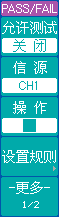 PASS/FAIL
允许测试
关 闭
信 源
CH1
操 作
设置规则
-更多-
1/2